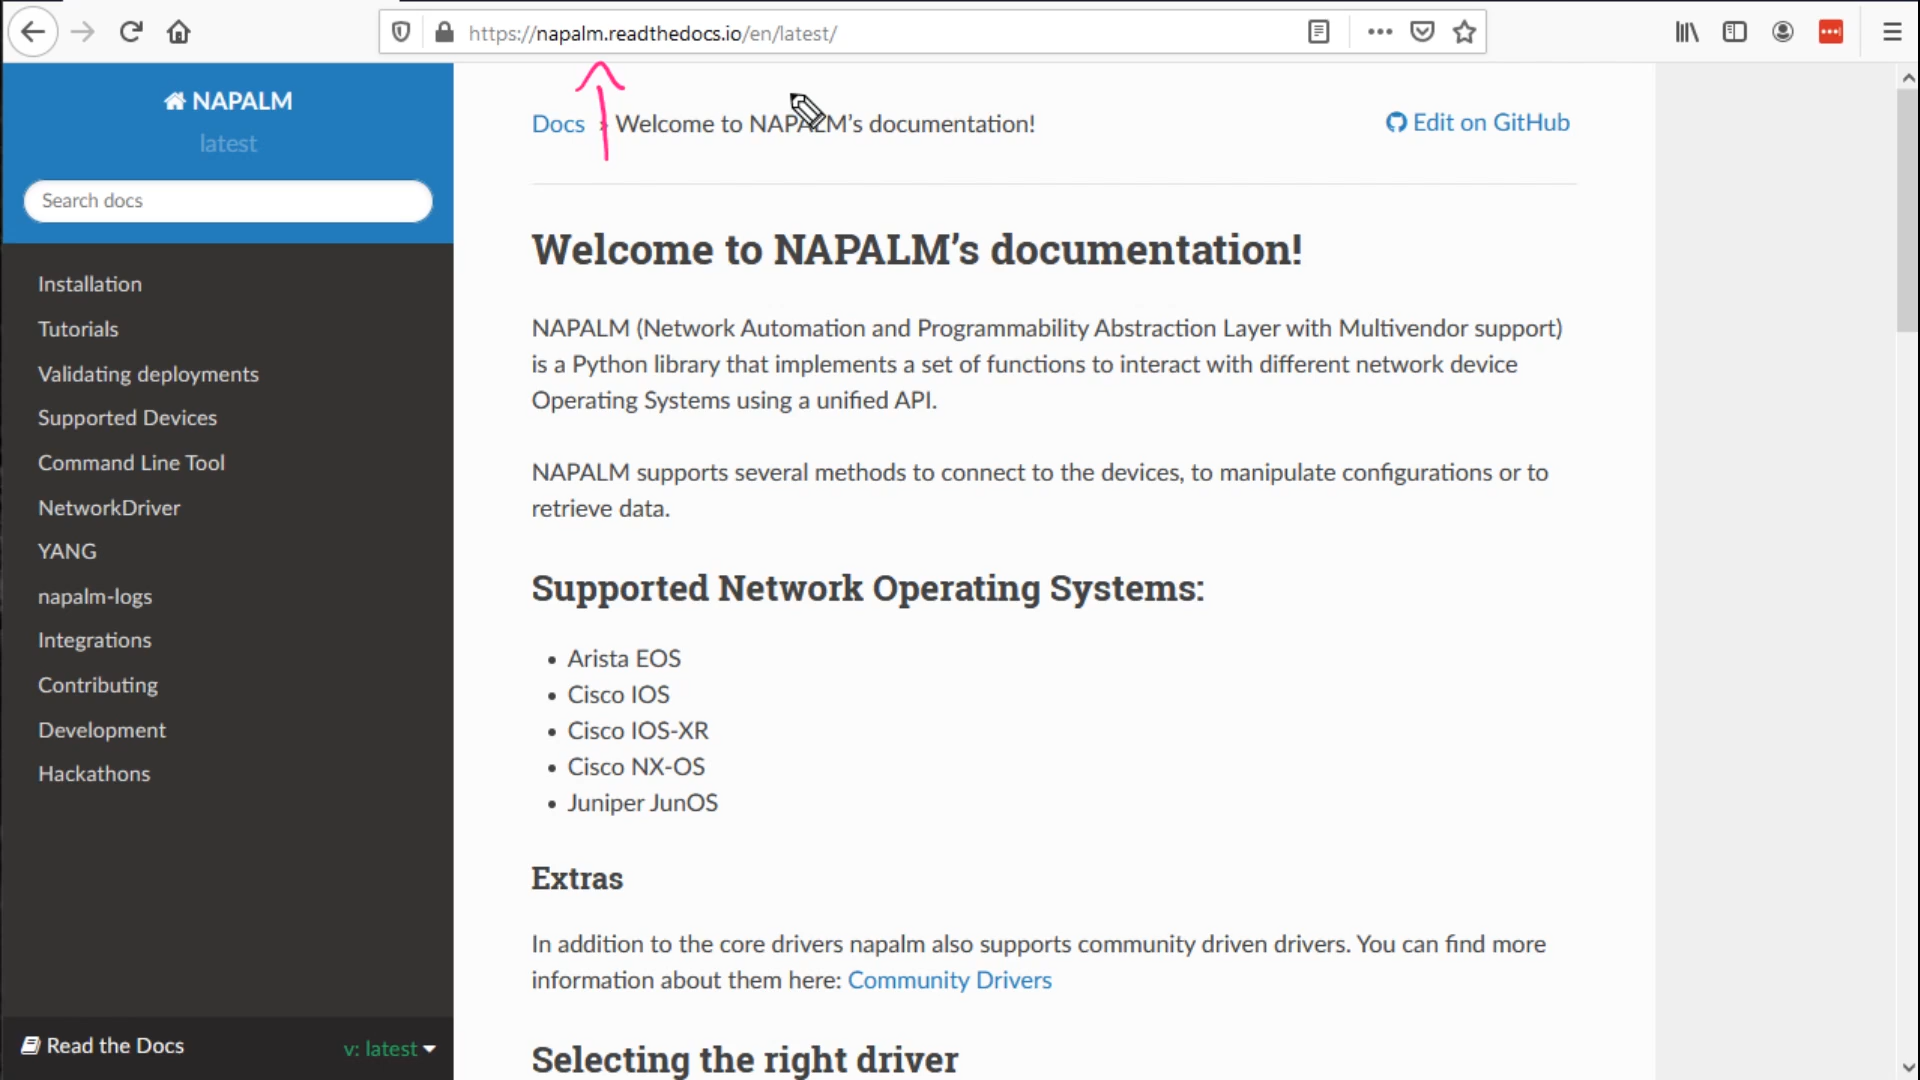 https://napalm.readthedocs.io/en/latest/
NAPALM
latest
Search docs
Installation
Tutorials
Validating deployments
Supported Devices
Command Line Tool
NetworkDriver
YANG
napalm-logs
Integrations
Contributing
Development
Hackathons
Read the Docs
v: latest
Docs » Welcome to NAPALM’s documentation!
Edit on GitHub
Welcome to NAPALM’s documentation!
NAPALM (Network Automation and Programmability Abstraction Layer with Multivendor support)
is a Python library that implements a set of functions to interact with different network device
Operating Systems using a unified API.
NAPALM supports several methods to connect to the devices, to manipulate configurations or to
retrieve data.
Supported Network Operating Systems:
• Arista EOS
• Cisco IOS
• Cisco IOS-XR
• Cisco NX-OS
• Juniper JunOS
Extras
In addition to the core drivers napalm also supports community driven drivers. You can find more
information about them here: Community Drivers
Selecting the right driver